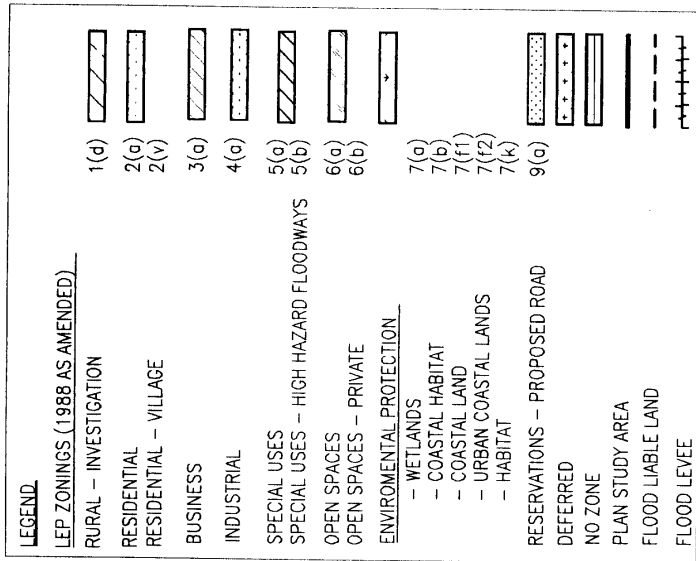 LEGEND
LEP ZONINGS (1988 AS AMENDED)
RURAL – INVESTIGATION 1(d)
RESIDENTIAL 2(a)
RESIDENTIAL – VILLAGE 2(v)
BUSINESS 3(a)
INDUSTRIAL 4(a)
SPECIAL USES 5(a)
SPECIAL USES – HIGH HAZARD FLOODWAYS 5(b)
OPEN SPACES 6(a)
OPEN SPACES – PRIVATE 6(b)
ENVIROMENTAL PROTECTION
– WETLANDS 7(a)
– COASTAL HABITAT 7(b)
– COASTAL LAND 7(f1)
– URBAN COASTAL LANDS 7(f2)
– HABITAT 7(k)
RESERVATIONS – PROPOSED ROAD 9(a)
DEFERRED
NO ZONE
PLAN STUDY AREA
FLOOD LIABLE LAND
FLOOD LEVEE